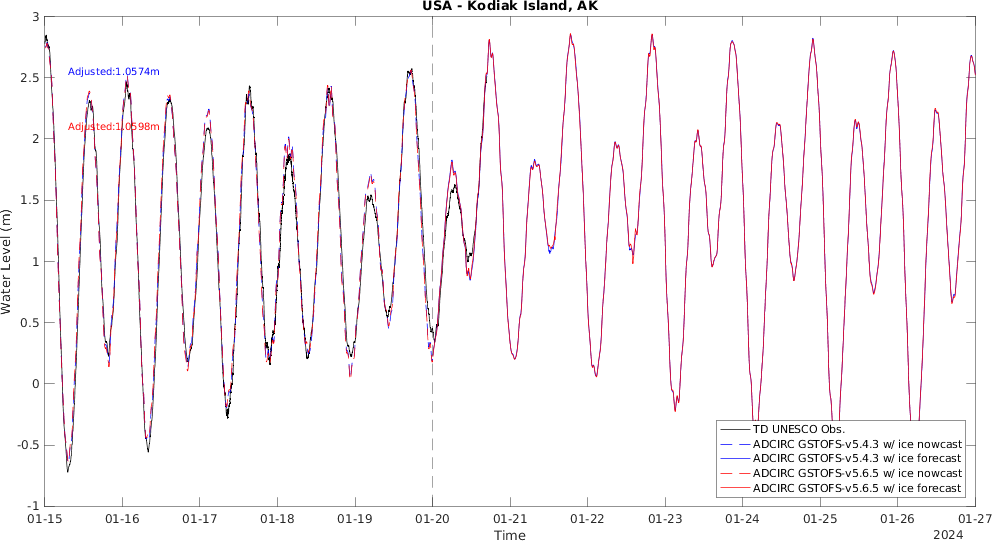 USA - Kodiak Island, AK
3
2.5
2
1.5
1
0.5
0
-0.5
-1
Water Level (m)
Adjusted:1.0574m
Adjusted:1.0598m
TD UNESCO Obs.
ADCIRC GSTOFS-v5.4.3 w/ ice nowcast
ADCIRC GSTOFS-v5.4.3 w/ ice forecast
ADCIRC GSTOFS-v5.6.5 w/ ice nowcast
ADCIRC GSTOFS-v5.6.5 w/ ice forecast
01-15 01-16 01-17 01-18 01-19 01-20 01-21 01-22 01-23 01-24 01-25 01-26 01-27
Time
2024